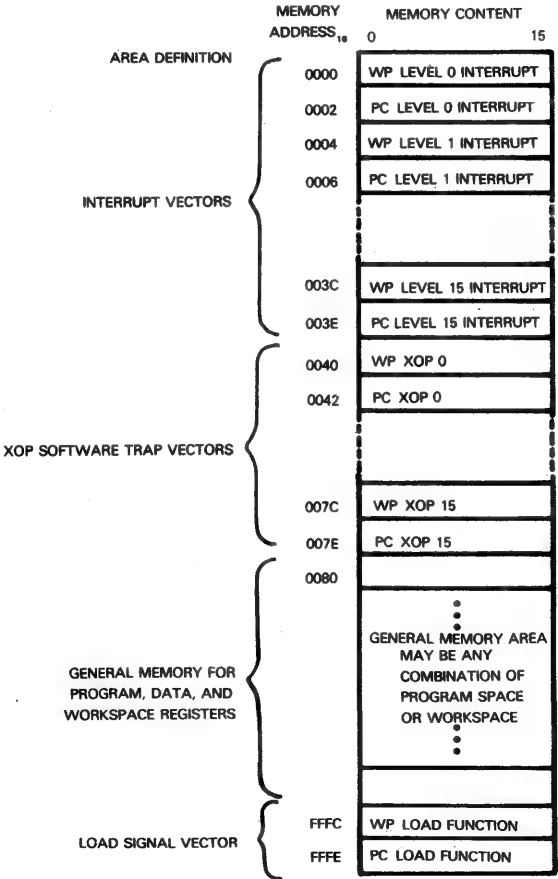 MEMORY
ADDRESS₁₆
MEMORY CONTENT
0 15
AREA DEFINITION
0000 WP LEVEL 0 INTERRUPT
0002 PC LEVEL 0 INTERRUPT
0004 WP LEVEL 1 INTERRUPT
0006 PC LEVEL 1 INTERRUPT
INTERRUPT VECTORS
003C WP LEVEL 15 INTERRUPT
003E PC LEVEL 15 INTERRUPT
0040 WP XOP 0
0042 PC XOP 0
XOP SOFTWARE TRAP VECTORS
007C WP XOP 15
007E PC XOP 15
0080
GENERAL MEMORY AREA
MAY BE ANY
COMBINATION OF
PROGRAM SPACE
OR WORKSPACE
GENERAL MEMORY FOR
PROGRAM, DATA, AND
WORKSPACE REGISTERS
FFFC WP LOAD FUNCTION
LOAD SIGNAL VECTOR
FFFE PC LOAD FUNCTION